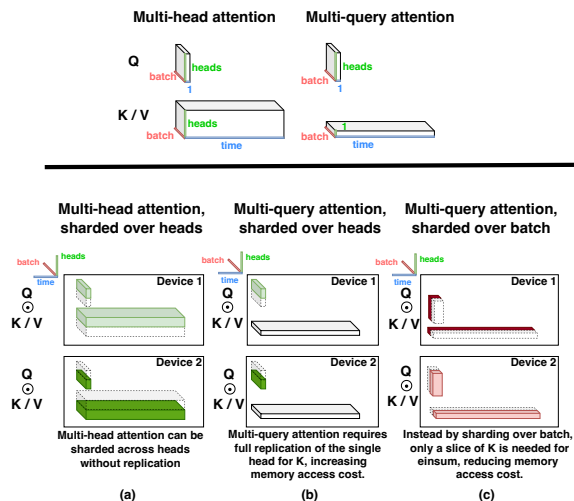 Multi-head attention
Multi-query attention
Q
batch
heads
1
batch
heads
1
K / V
batch
heads
time
batch
1
time
Multi-head attention,
sharded over heads
Multi-query attention,
sharded over heads
Multi-query attention,
sharded over batch
batch
heads
time
batch
heads
time
batch
heads
time
Device 1
Q
K / V
Device 1
Q
K / V
Device 1
Q
K / V
Device 2
Q
K / V
Device 2
Q
K / V
Device 2
Q
K / V
Multi-head attention can be
sharded across heads
without replication
Multi-query attention requires
full replication of the single
head for K, increasing
memory access cost.
Instead by sharding over batch,
only a slice of K is needed for
einsum, reducing memory
access cost.
(a)
(b)
(c)